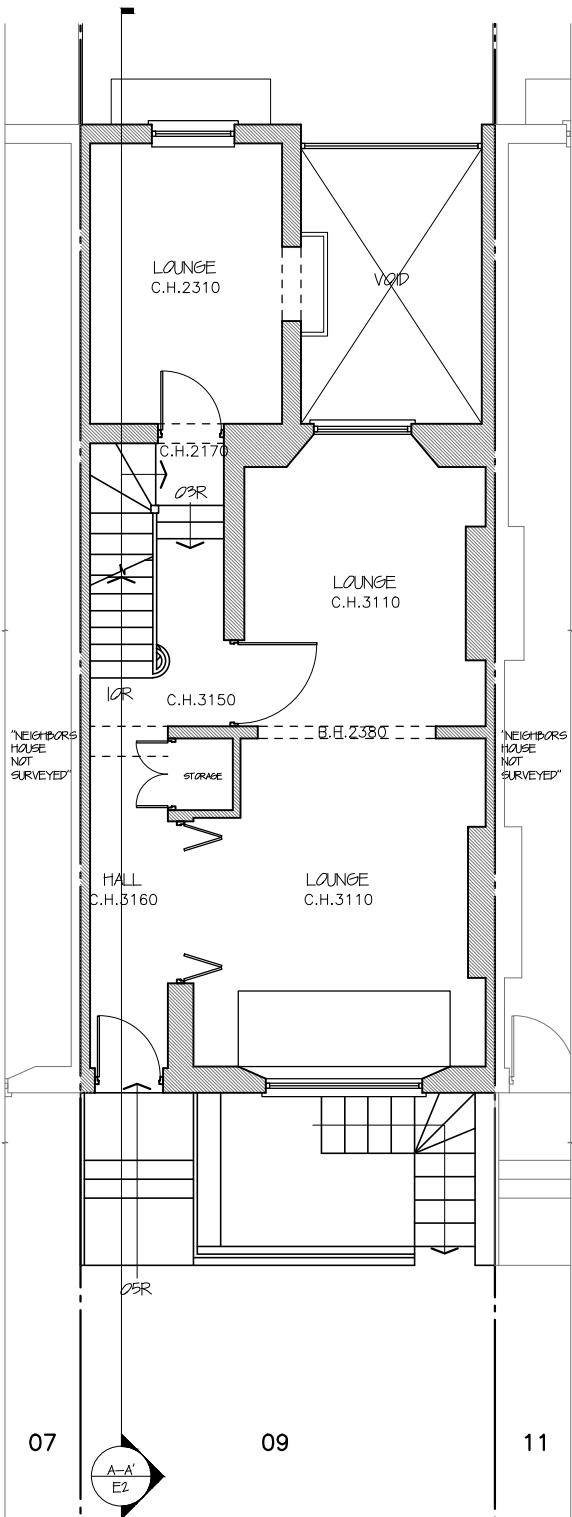 LOUNGE
C.H.2310
VOID
C.H.2170
03R
LOUNGE
C.H.3110
10R
C.H.3150
"NEIGHBORS
HOUSE
NOT
SURVEYED"
B.H.2380
"NEIGHBORS
HOUSE
NOT
SURVEYED"
STORAGE
HALL
C.H.3160
LOUNGE
C.H.3110
05R
07
09
11
A-A'
E2